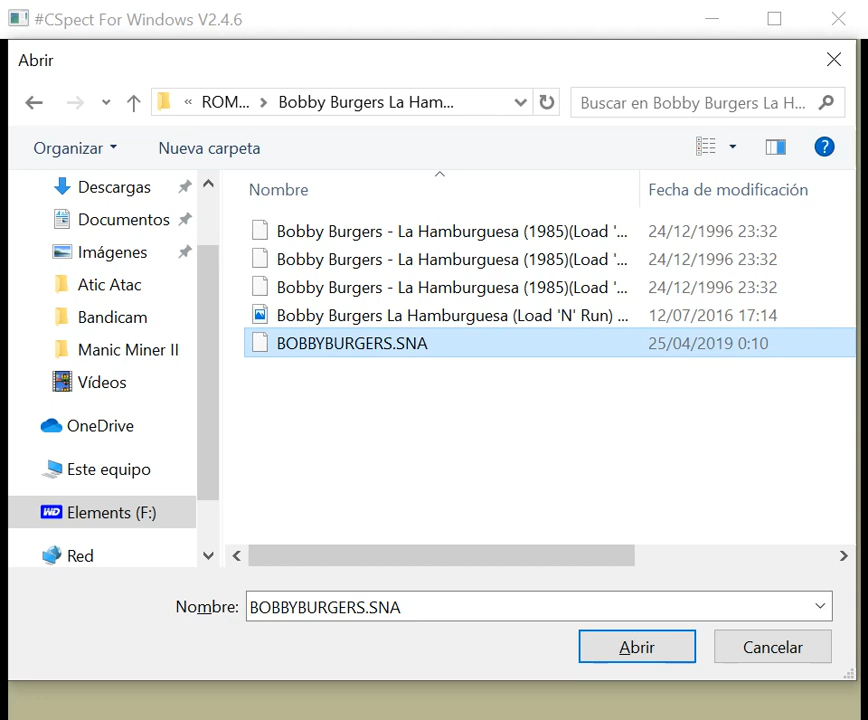 #CSpect For Windows V2.4.6
Abrir
« ROM... > Bobby Burgers La Ham...
Buscar en Bobby Burgers La H...
Organizar
Nueva carpeta
Nombre
Fecha de modificación
Descargas
Documentos
Imágenes
Atic Atac
Bandicam
Manic Miner II
Vídeos
OneDrive
Este equipo
WD Elements (F:)
Red
Bobby Burgers - La Hamburguesa (1985)(Load '... 24/12/1996 23:32
Bobby Burgers - La Hamburguesa (1985)(Load '... 24/12/1996 23:32
Bobby Burgers - La Hamburguesa (1985)(Load '... 24/12/1996 23:32
Bobby Burgers La Hamburguesa (Load 'N' Run) ... 12/07/2016 17:14
BOBBYBURGERS.SNA 25/04/2019 0:10
Nombre: BOBBYBURGERS.SNA
Abrir
Cancelar